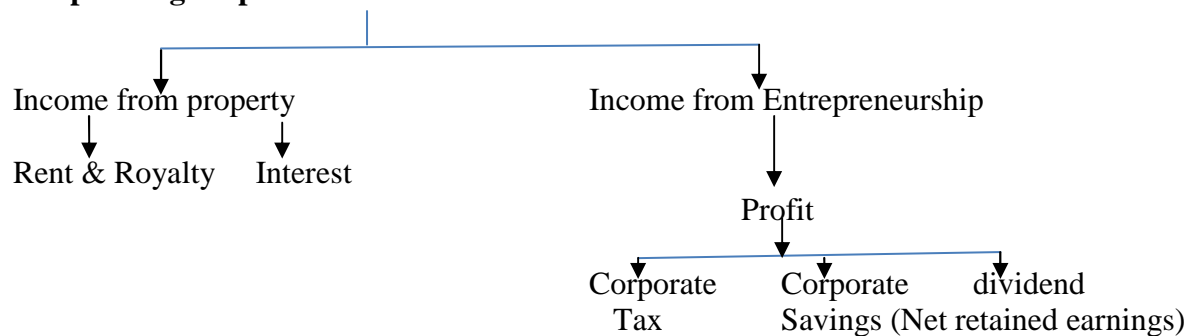 Income from property Income from Entrepreneurship
Rent & Royalty Interest
Profit
Corporate Corporate dividend
Tax Savings (Net retained earnings)